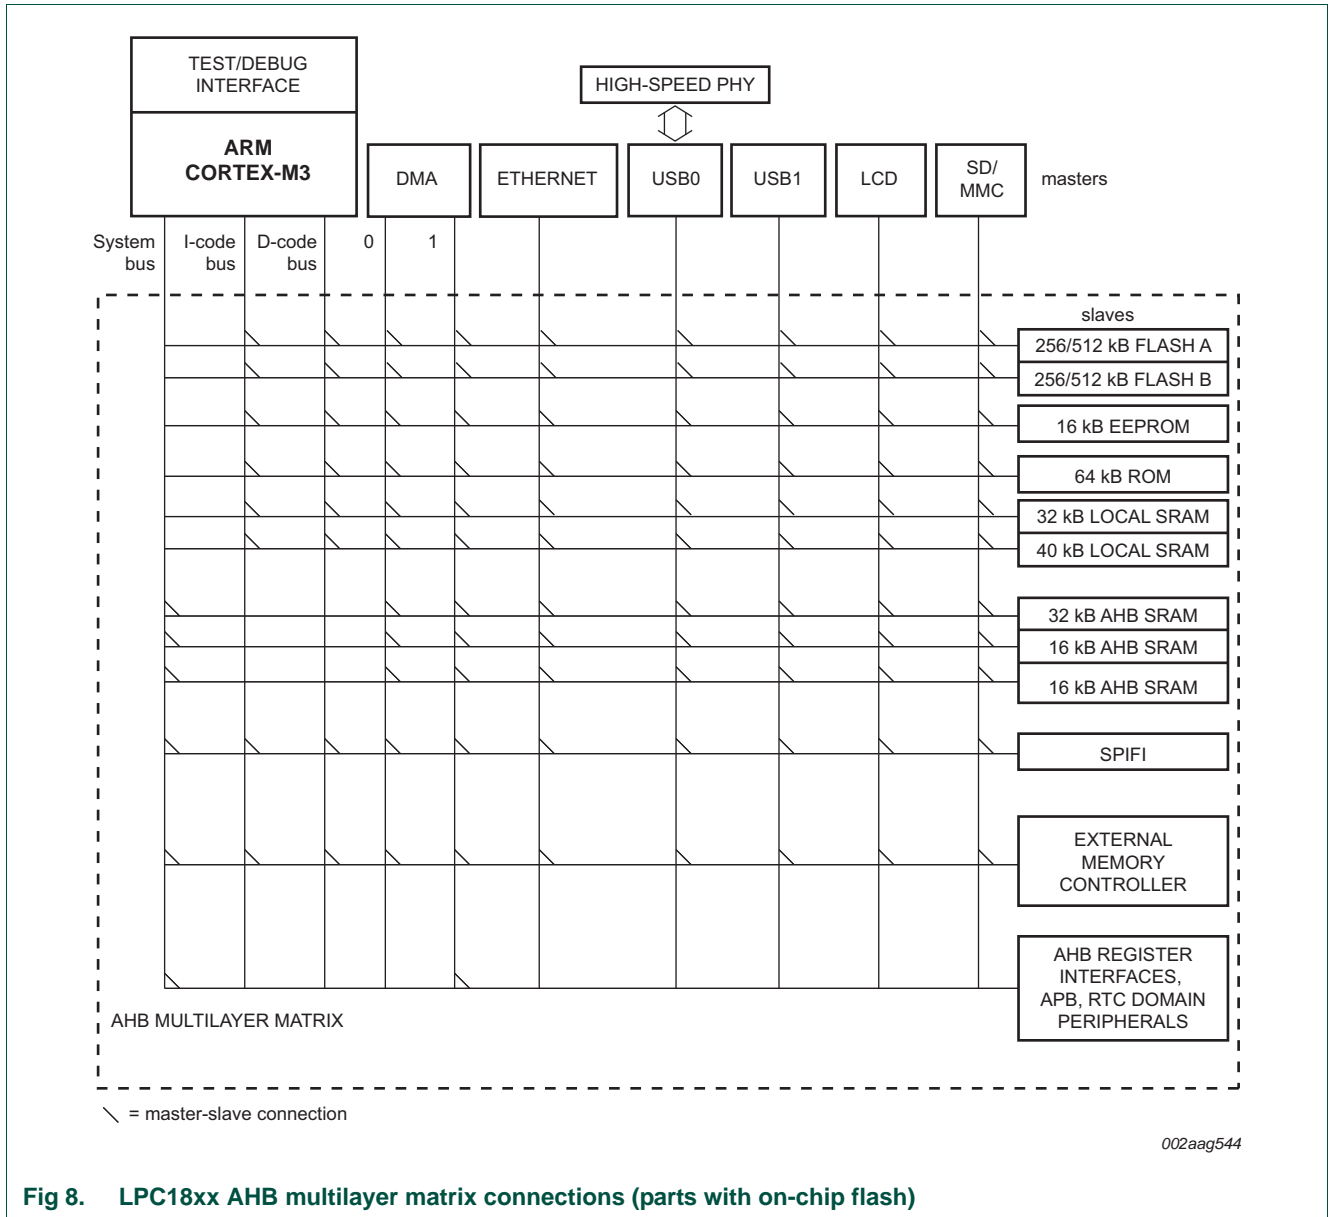 TEST/DEBUG
INTERFACE
HIGH-SPEED PHY
ARM
CORTEX-M3
DMA
ETHERNET
USB0
USB1
LCD
SD/
MMC
masters
System
bus
I-code
bus
D-code
bus
0
1
slaves
256/512 kB FLASH A
256/512 kB FLASH B
16 kB EEPROM
64 kB ROM
32 kB LOCAL SRAM
40 kB LOCAL SRAM
32 kB AHB SRAM
16 kB AHB SRAM
16 kB AHB SRAM
SPIFI
EXTERNAL
MEMORY
CONTROLLER
AHB REGISTER
INTERFACES,
APB, RTC DOMAIN
PERIPHERALS
AHB MULTILAYER MATRIX
= master-slave connection
002aag544
Fig 8. LPC18xx AHB multilayer matrix connections (parts with on-chip flash)